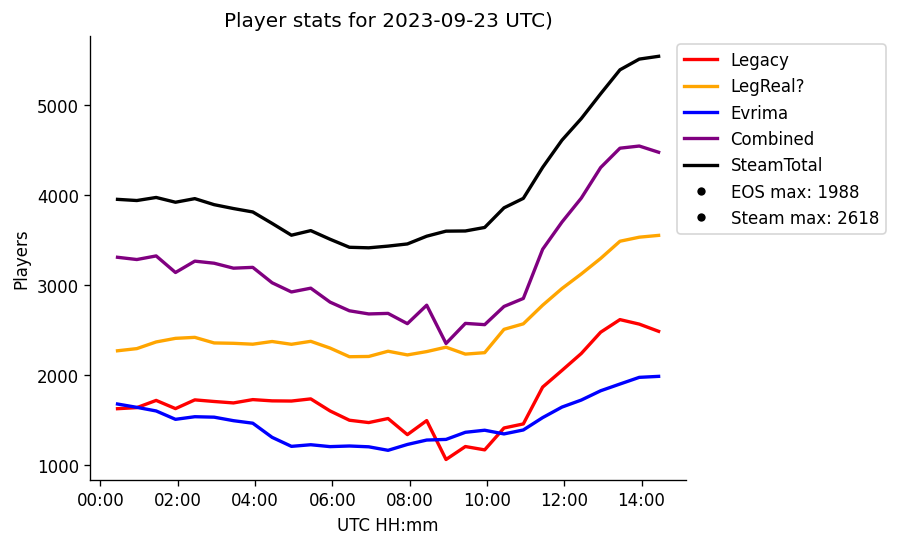 Player stats for 2023-09-23 UTC)
Legacy
LegReal?
Evrima
Combined
SteamTotal
EOS max: 1988
Steam max: 2618
Players
5000
4000
3000
2000
1000
00:00 02:00 04:00 06:00 08:00 10:00 12:00 14:00
UTC HH:mm